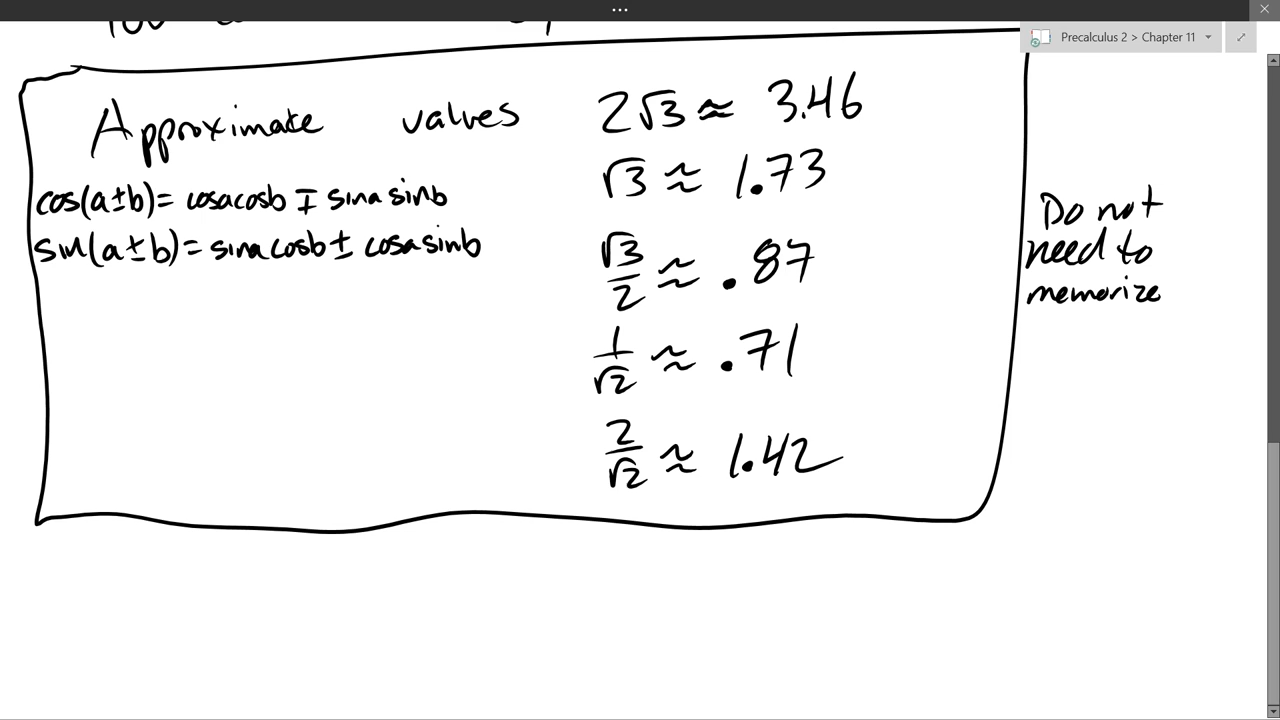 Precalculus 2 > Chapter 11
Approximate values
cos(a±b)= cosacosb ∓ sinasinb
sin(a±b)= sinacosb ± cosasinb
2√3 ≈ 3.46
√3 ≈ 1.73
√3/2 ≈ .87
1/√2 ≈ .71
2/√2 ≈ 1.42
Do not
need to
memorize